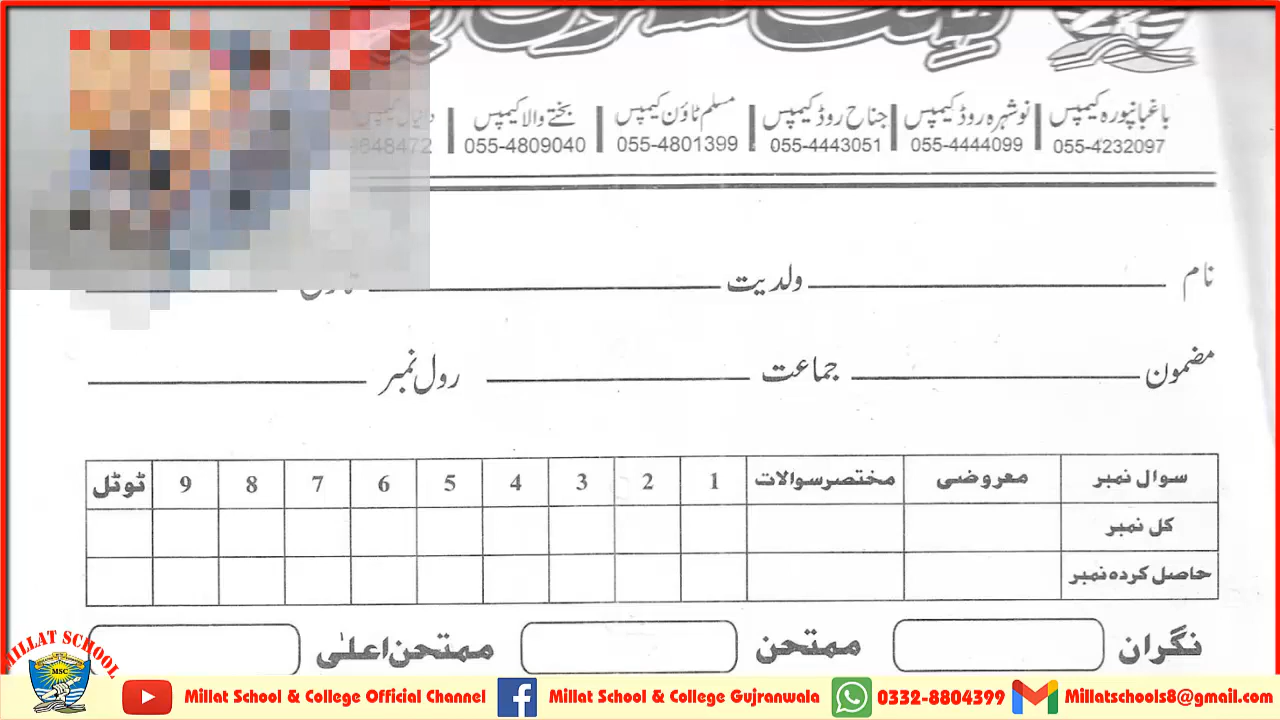 باغبانپورہ کیمپس | نوشہرہ روڈ کیمپس | جناح روڈ کیمپس | مسلم ٹاؤن کیمپس | بختے والا کیمپس
055-4232097 | 055-4444099 | 055-4443051 | 055-4801399 | 055-4809040
نام ولدیت
مضمون جماعت رول نمبر
سوال نمبر معروضی مختصر سوالات 1 2 3 4 5 6 7 8 9 ٹوٹل
کل نمبر
حاصل کردہ نمبر
نگران ممتحن ممتحن اعلیٰ
MILLAT SCHOOL
MSC
Millat School & College Official Channel Millat School & College Gujranwala 0332-8804399 Millatschools8@gmail.com